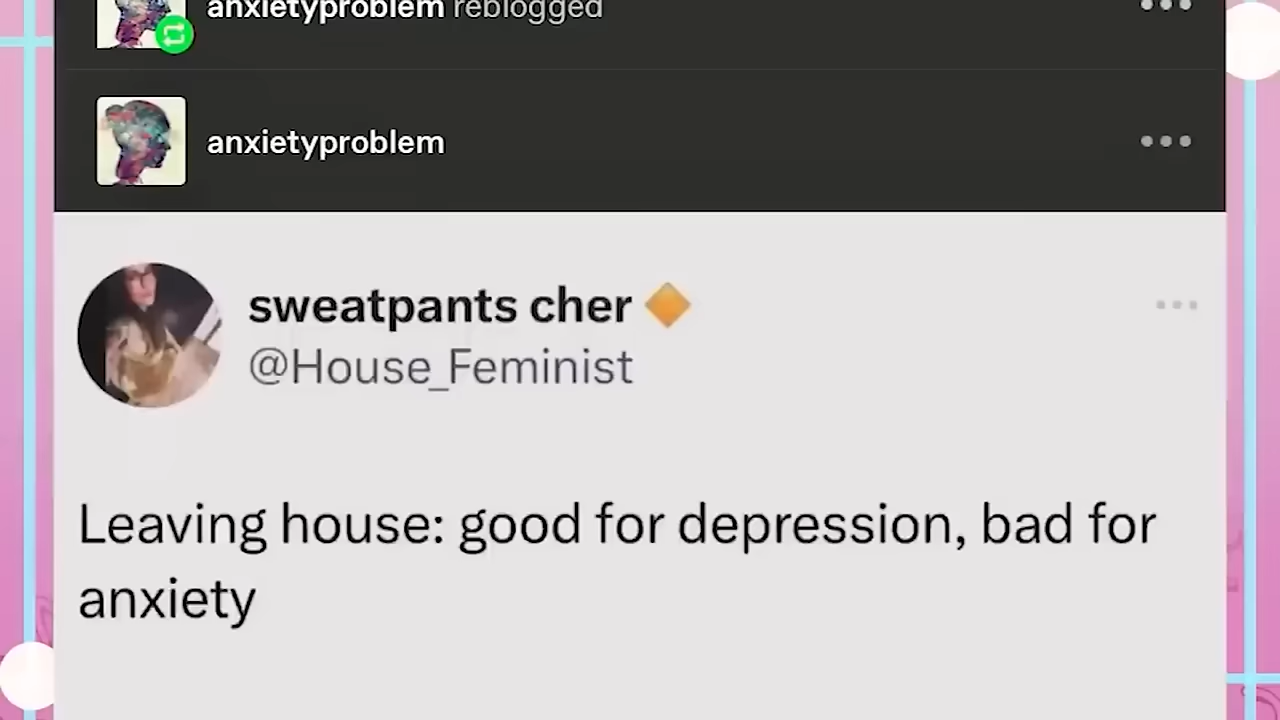 anxietyproblem reblogged
anxietyproblem
sweatpants cher 🔶
@House_Feminist
Leaving house: good for depression, bad for
anxiety